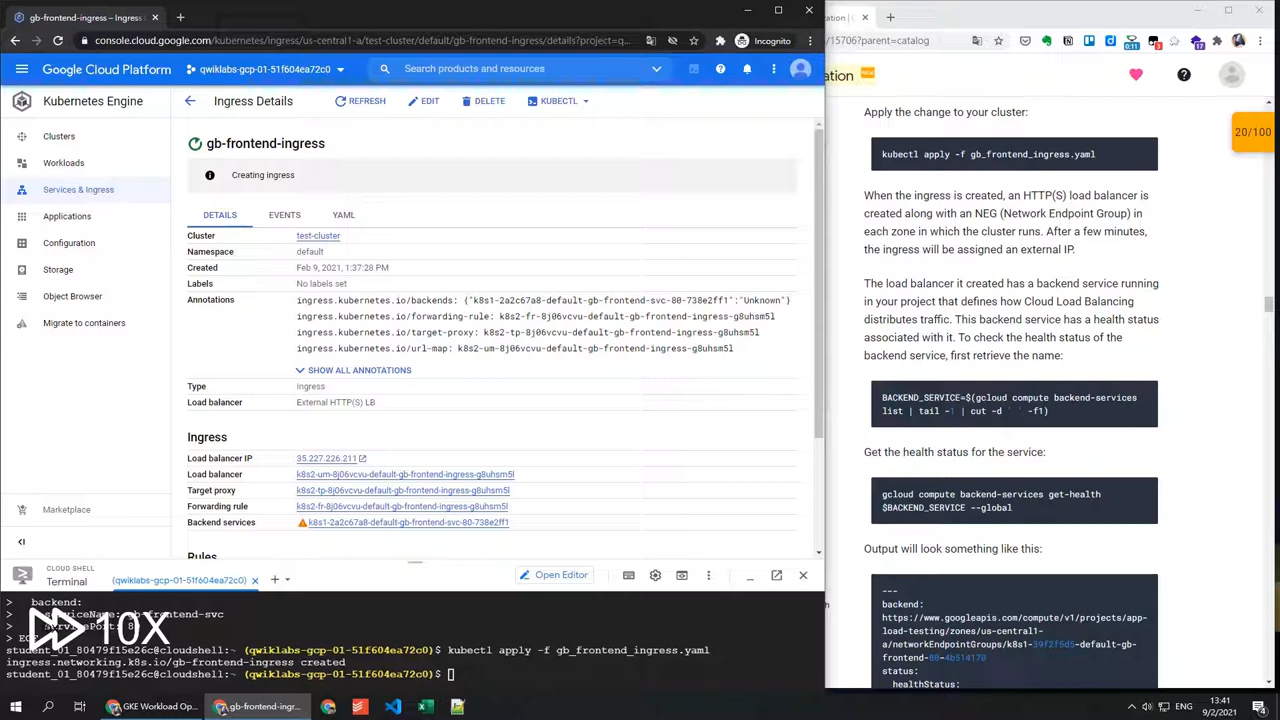 gb-frontend-ingress – Ingress
console.cloud.google.com/kubernetes/ingress/us-central1-a/test-cluster/default/gb-frontend-ingress/details?project=q...
Incognito
Google Cloud Platform
qwiklabs-gcp-01-51f604ea72c0
Search products and resources
Kubernetes Engine
Clusters
Workloads
Services & Ingress
Applications
Configuration
Storage
Object Browser
Migrate to containers
Marketplace
Ingress Details
REFRESH
EDIT
DELETE
KUBECTL
gb-frontend-ingress
Creating ingress
DETAILS
EVENTS
YAML
Cluster test-cluster
Namespace default
Created Feb 9, 2021, 1:37:28 PM
Labels No labels set
Annotations ingress.kubernetes.io/backends: {"k8s1-2a2c67a8-default-gb-frontend-svc-80-738e2ff1":"Unknown"}
ingress.kubernetes.io/forwarding-rule: k8s2-fr-8j06vcvu-default-gb-frontend-ingress-g8uhsm5l
ingress.kubernetes.io/target-proxy: k8s2-tp-8j06vcvu-default-gb-frontend-ingress-g8uhsm5l
ingress.kubernetes.io/url-map: k8s2-um-8j06vcvu-default-gb-frontend-ingress-g8uhsm5l
SHOW ALL ANNOTATIONS
Type Ingress
Load balancer External HTTP(S) LB
Ingress
Load balancer IP 35.227.226.211
Load balancer k8s2-um-8j06vcvu-default-gb-frontend-ingress-g8uhsm5l
Target proxy k8s2-tp-8j06vcvu-default-gb-frontend-ingress-g8uhsm5l
Forwarding rule k8s2-fr-8j06vcvu-default-gb-frontend-ingress-g8uhsm5l
Backend services k8s1-2a2c67a8-default-gb-frontend-svc-80-738e2ff1
Rules
CLOUD SHELL
Terminal
(qwiklabs-gcp-01-51f604ea72c0)
Open Editor
> backend:
serviceName: gb-frontend-svc
10X
student_01_80479f15e26c@cloudshell:~ (qwiklabs-gcp-01-51f604ea72c0)$ kubectl apply -f gb_frontend_ingress.yaml
ingress.networking.k8s.io/gb-frontend-ingress created
student_01_80479f15e26c@cloudshell:~ (qwiklabs-gcp-01-51f604ea72c0)$
zation |
/15706?parent=catalog
0:11
3
17
ation
20/100
Apply the change to your cluster:
kubectl apply -f gb_frontend_ingress.yaml
When the ingress is created, an HTTP(S) load balancer is
created along with an NEG (Network Endpoint Group) in
each zone in which the cluster runs. After a few minutes,
the ingress will be assigned an external IP.
The load balancer it created has a backend service running
in your project that defines how Cloud Load Balancing
distributes traffic. This backend service has a health status
associated with it. To check the health status of the
backend service, first retrieve the name:
BACKEND_SERVICE=$(gcloud compute backend-services
list | tail -1 | cut -d ' ' -f1)
Get the health status for the service:
gcloud compute backend-services get-health
$BACKEND_SERVICE --global
Output will look something like this:
---
backend:
https://www.googleapis.com/compute/v1/projects/app-
load-testing/zones/us-central1-
a/networkEndpointGroups/k8s1-39f2f5d5-default-gb-
frontend-80-4b514170
status:
healthStatus:
GKE Workload Op...
gb-frontend-ingr...
ENG
13:41
9/2/2021
4